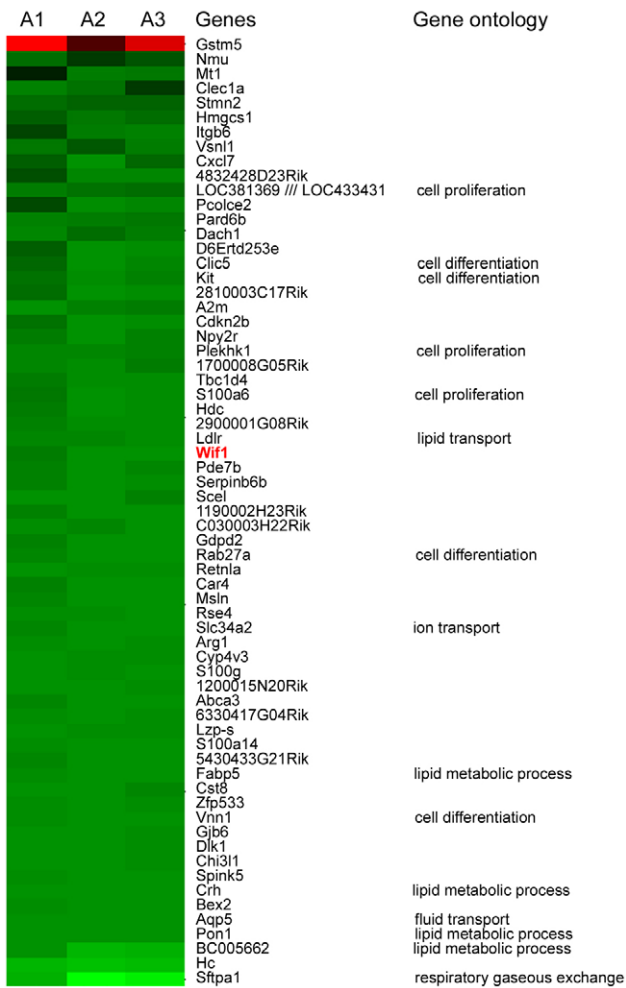 A1 A2 A3 Genes Gene ontology
Gstm5
Nmu
Mt1
Clec1a
Stmn2
Hmgcs1
Itgb6
Vsnl1
Cxcl7
4832428D23Rik
LOC381369 /// LOC433431 cell proliferation
Pcolce2
Pard6b
Dach1
D6Ertd253e
Clic5 cell differentiation
Kit cell differentiation
2810003C17Rik
A2m
Cdkn2b
Npy2r
Plekhk1 cell proliferation
1700008G05Rik
Tbc1d4
S100a6 cell proliferation
Hdc
2900001G08Rik
Ldlr lipid transport
Wif1
Pde7b
Serpinb6b
Scel
1190002H23Rik
C030003H22Rik
Gdpd2
Rab27a cell differentiation
Retnla
Car4
Msln
Rse4
Slc34a2 ion transport
Arg1
Cyp4v3
S100g
1200015N20Rik
Abca3
6330417G04Rik
Lzp-s
S100a14
5430433G21Rik
Fabp5 lipid metabolic process
Cst8
Zfp533
Vnn1 cell differentiation
Gjb6
Dlk1
Chi3l1
Spink5
Crh lipid metabolic process
Bex2
Aqp5 fluid transport
Pon1 lipid metabolic process
BC005662 lipid metabolic process
Hc
Sftpa1 respiratory gaseous exchange